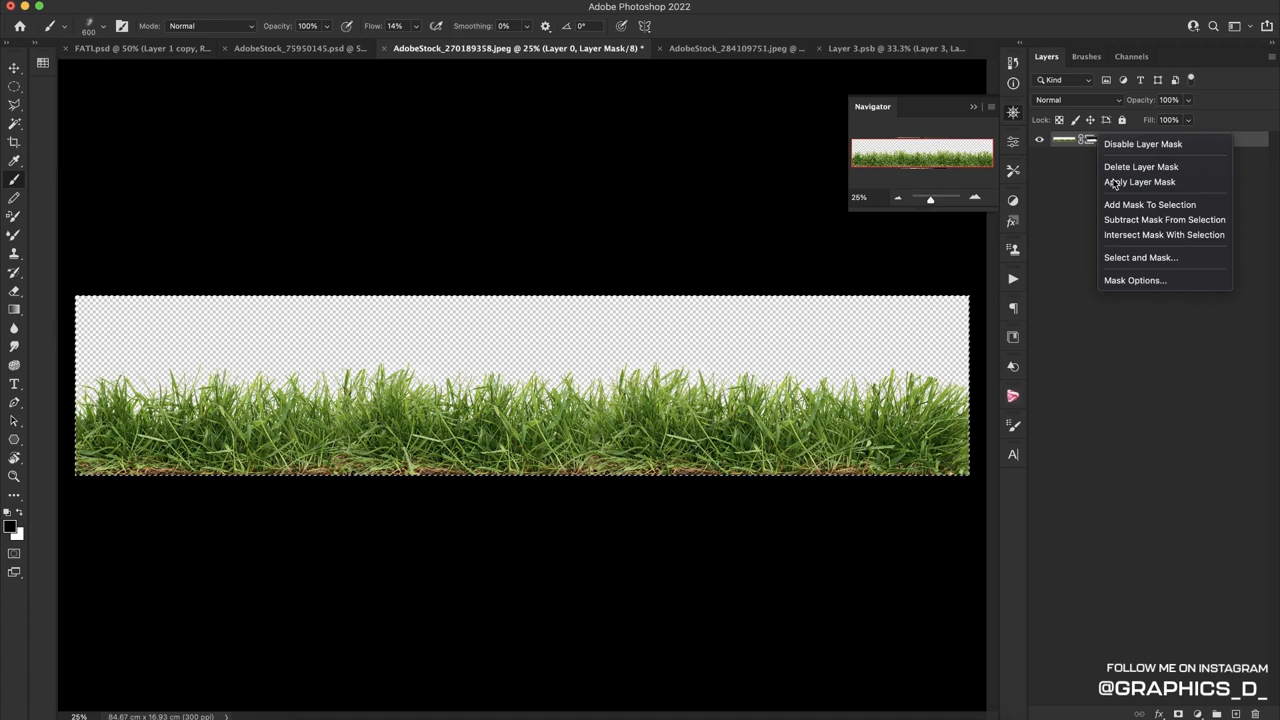 Adobe Photoshop 2022
600
Mode: Normal
Opacity: 100%
Flow: 14%
Smoothing: 0%
0°
FATI.psd @ 50% (Layer 1 copy, R...
AdobeStock_75950145.psd @ S...
AdobeStock_270189358.jpeg @ 25% (Layer 0, Layer Mask/8) *
AdobeStock_284109751.jpeg @ ...
Layer 3.psb @ 33.3% (Layer 3, La...
Layers
Brushes
Channels
Kind
Normal
Opacity: 100%
Lock:
Fill: 100%
Navigator
25%
Disable Layer Mask
Delete Layer Mask
Apply Layer Mask
Add Mask To Selection
Subtract Mask From Selection
Intersect Mask With Selection
Select and Mask...
Mask Options...
FOLLOW ME ON INSTAGRAM
@GRAPHICS_D_
25%
84.67 cm x 16.93 cm (300 ppi)